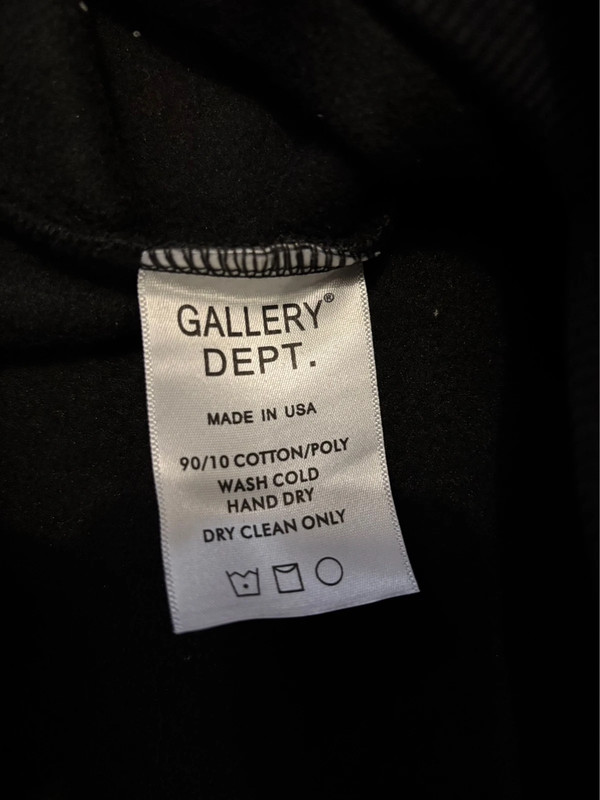 GALLERY®
DEPT.
MADE IN USA
90/10 COTTON/POLY
WASH COLD
HAND DRY
DRY CLEAN ONLY